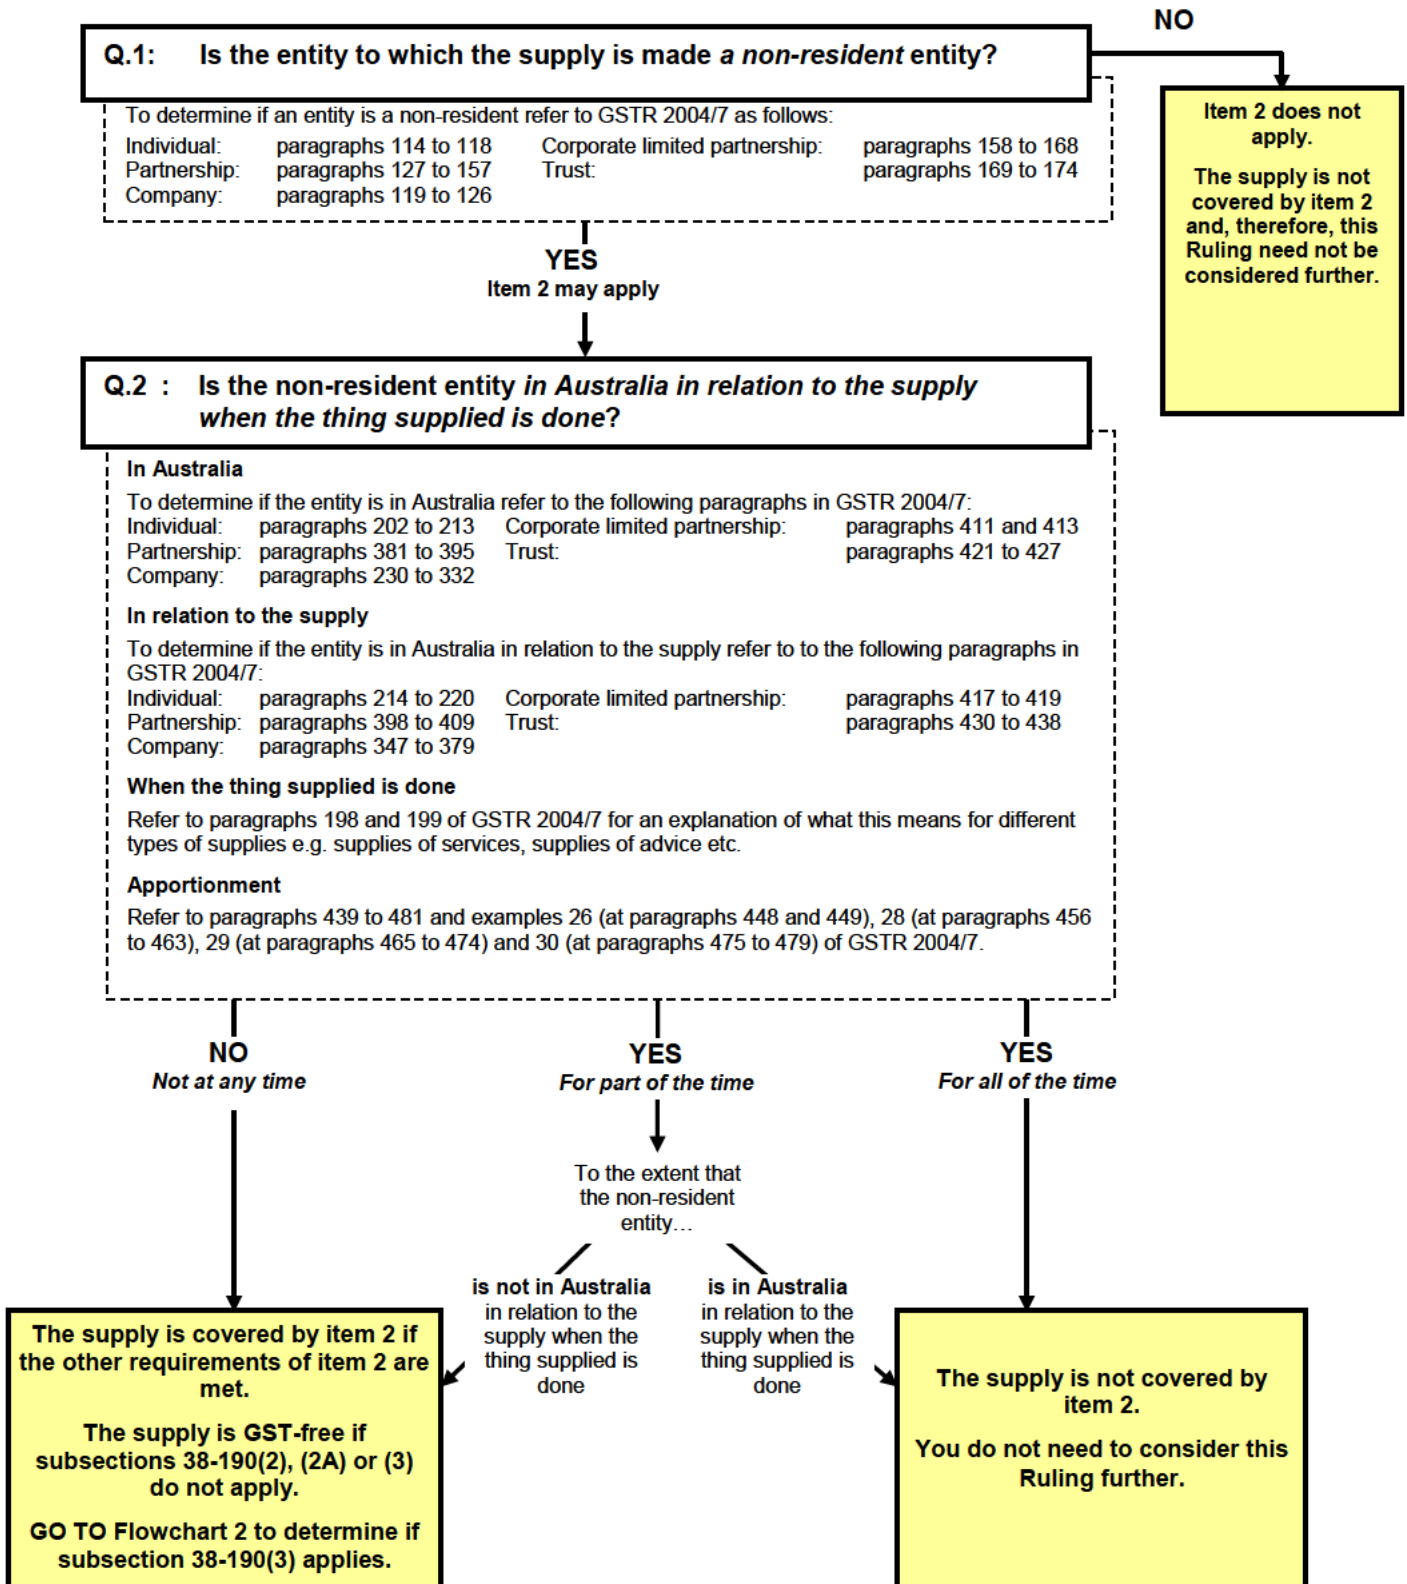 NO
Q.1: Is the entity to which the supply is made a non-resident entity?
To determine if an entity is a non-resident refer to GSTR 2004/7 as follows:
Individual: paragraphs 114 to 118 Corporate limited partnership: paragraphs 158 to 168
Partnership: paragraphs 127 to 157 Trust: paragraphs 169 to 174
Company: paragraphs 119 to 126
Item 2 does not
apply.
The supply is not
covered by item 2
and, therefore, this
Ruling need not be
considered further.
YES
Item 2 may apply
Q.2 : Is the non-resident entity in Australia in relation to the supply
when the thing supplied is done?
In Australia
To determine if the entity is in Australia refer to the following paragraphs in GSTR 2004/7:
Individual: paragraphs 202 to 213 Corporate limited partnership: paragraphs 411 and 413
Partnership: paragraphs 381 to 395 Trust: paragraphs 421 to 427
Company: paragraphs 230 to 332
In relation to the supply
To determine if the entity is in Australia in relation to the supply refer to to the following paragraphs in
GSTR 2004/7:
Individual: paragraphs 214 to 220 Corporate limited partnership: paragraphs 417 to 419
Partnership: paragraphs 398 to 409 Trust: paragraphs 430 to 438
Company: paragraphs 347 to 379
When the thing supplied is done
Refer to paragraphs 198 and 199 of GSTR 2004/7 for an explanation of what this means for different
types of supplies e.g. supplies of services, supplies of advice etc.
Apportionment
Refer to paragraphs 439 to 481 and examples 26 (at paragraphs 448 and 449), 28 (at paragraphs 456
to 463), 29 (at paragraphs 465 to 474) and 30 (at paragraphs 475 to 479) of GSTR 2004/7.
NO
Not at any time
YES
For part of the time
YES
For all of the time
To the extent that
the non-resident
entity…
is not in Australia
in relation to the
supply when the
thing supplied is
done
is in Australia
in relation to the
supply when the
thing supplied is
done
The supply is covered by item 2 if
the other requirements of item 2 are
met.
The supply is GST-free if
subsections 38-190(2), (2A) or (3)
do not apply.
GO TO Flowchart 2 to determine if
subsection 38-190(3) applies.
The supply is not covered by
item 2.
You do not need to consider this
Ruling further.